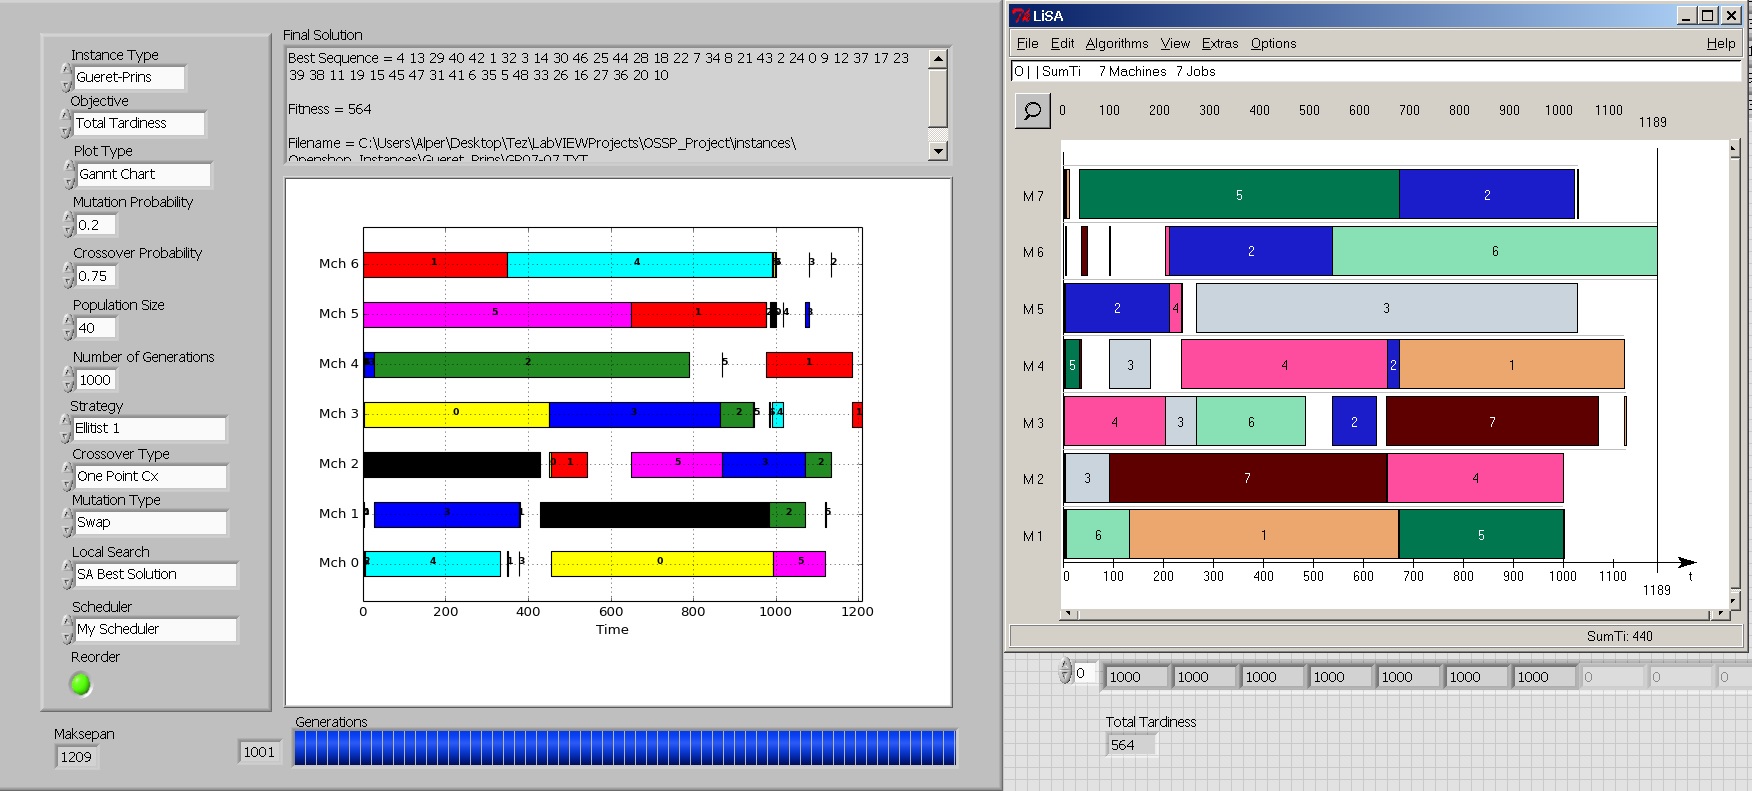 Instance Type
Gueret-Prins
Objective
Total Tardiness
Plot Type
Gannt Chart
Mutation Probability
0.2
Crossover Probability
0.75
Population Size
40
Number of Generations
1000
Strategy
Ellitist 1
Crossover Type
One Point Cx
Mutation Type
Swap
Local Search
SA Best Solution
Scheduler
My Scheduler
Reorder
Maksepan
1209
1001
Final Solution
Best Sequence = 4 13 29 40 42 1 32 3 14 30 46 25 44 28 18 22 7 34 8 21 43 2 24 0 9 12 37 17 23
39 38 11 19 15 45 47 31 41 6 35 5 48 33 26 16 27 36 20 10
Fitness = 564
Filename = C:\Users\Alper\Desktop\Tez\LabVIEWProjects\OSSP_Project\instances\
Openshop_Instances\Gueret_Prins\GP07-07.TXT
Mch 6 1 4 3 2
Mch 5 5 1 4
Mch 4 2 5 1
Mch 3 0 3 2 5 4 1
Mch 2 0 1 5 3 2
Mch 1 3 1 2 5
Mch 0 4 1 3 0 5
0 200 400 600 800 1000 1200
Time
Generations
LiSA
File Edit Algorithms View Extras Options Help
O | | SumTi 7 Machines 7 Jobs
0 100 200 300 400 500 600 700 800 900 1000 1100
1189
M 7 5 2
M 6 2 6
M 5 2 4 3
M 4 5 3 4 2 1
M 3 4 3 6 2 7
M 2 3 7 4
M 1 6 1 5
0 100 200 300 400 500 600 700 800 900 1000 1100 t
1189
SumTi: 440
0 1000 1000 1000 1000 1000 1000 1000 0 0 0
Total Tardiness
564